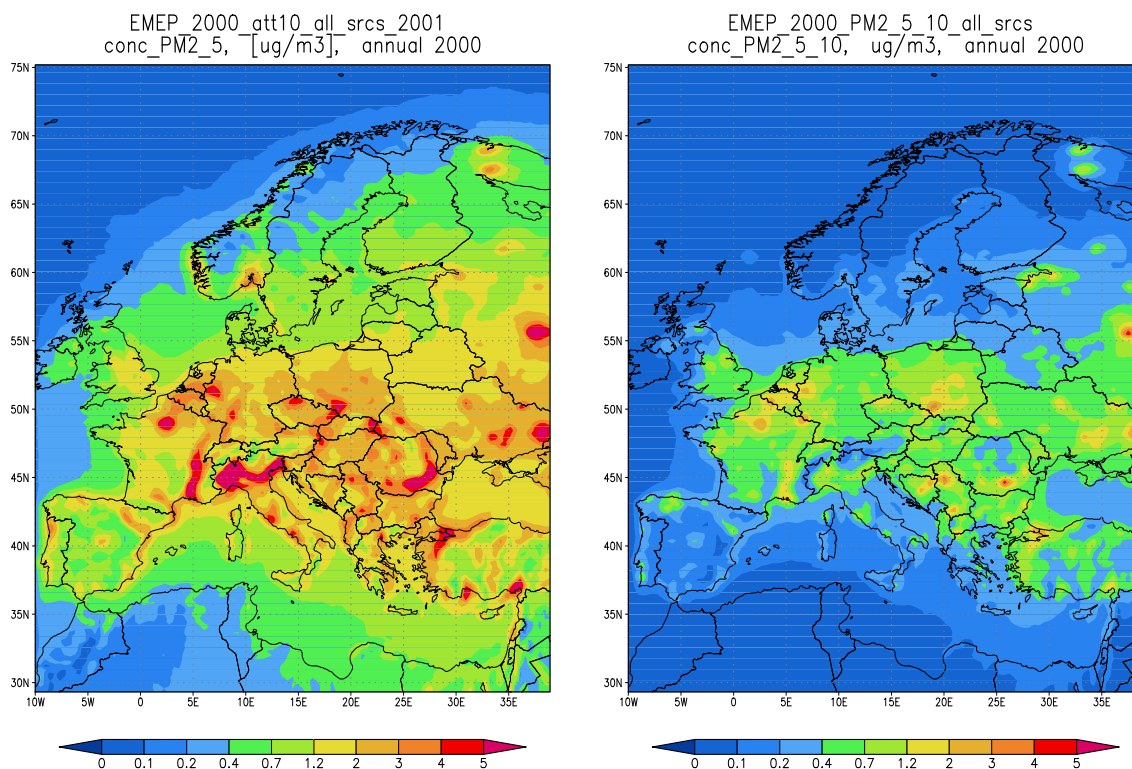 EMEP_2000_att10_all_srcs_2001
conc_PM2_5, [ug/m3], annual 2000
75N
70N
65N
60N
55N
50N
45N
40N
35N
30N
10W 5W 0 5E 10E 15E 20E 25E 30E 35E
0 0.1 0.2 0.4 0.7 1.2 2 3 4 5
EMEP_2000_PM2_5_10_all_srcs
conc_PM2_5_10, ug/m3, annual 2000
75N
70N
65N
60N
55N
50N
45N
40N
35N
30N
10W 5W 0 5E 10E 15E 20E 25E 30E 35E
0 0.1 0.2 0.4 0.7 1.2 2 3 4 5